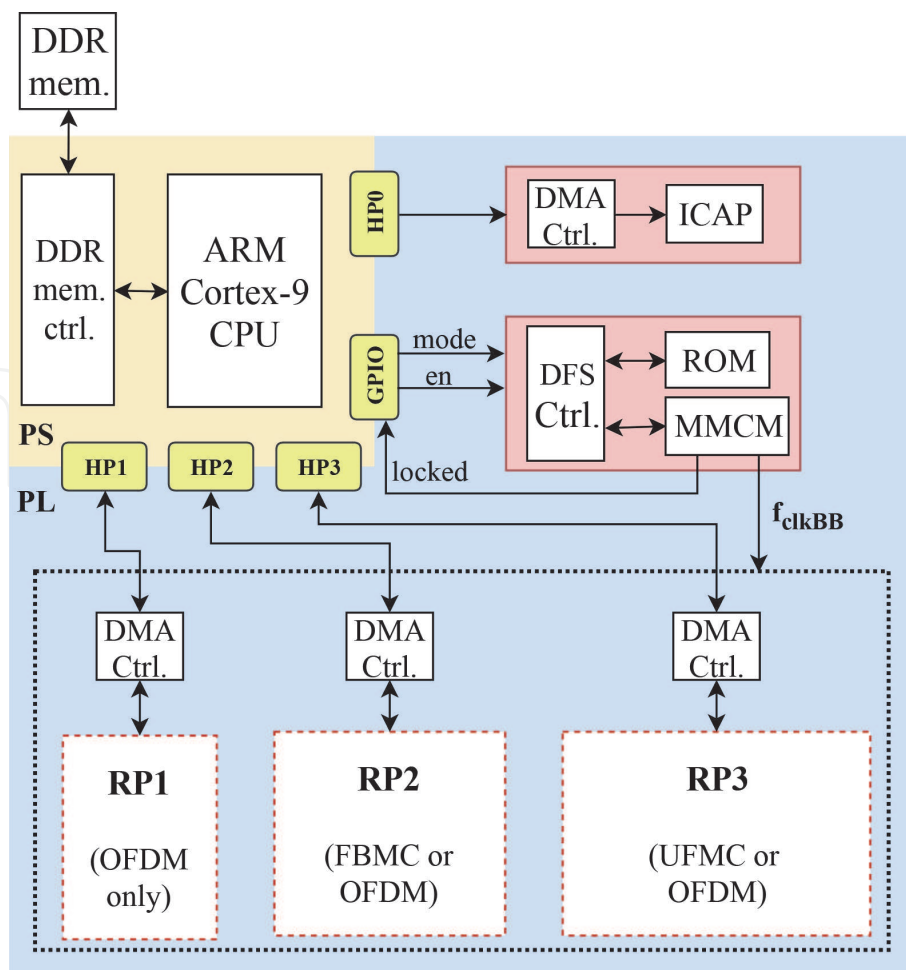 DDR
mem.
DDR
mem.
ctrl.
ARM
Cortex-9
CPU
PS
HP0
DMA
Ctrl.
ICAP
GPIO
mode
en
locked
DFS
Ctrl.
ROM
MMCM
HP1
HP2
HP3
PL
fclkBB
DMA
Ctrl.
DMA
Ctrl.
DMA
Ctrl.
RP1
(OFDM
only)
RP2
(FBMC or
OFDM)
RP3
(UFMC or
OFDM)